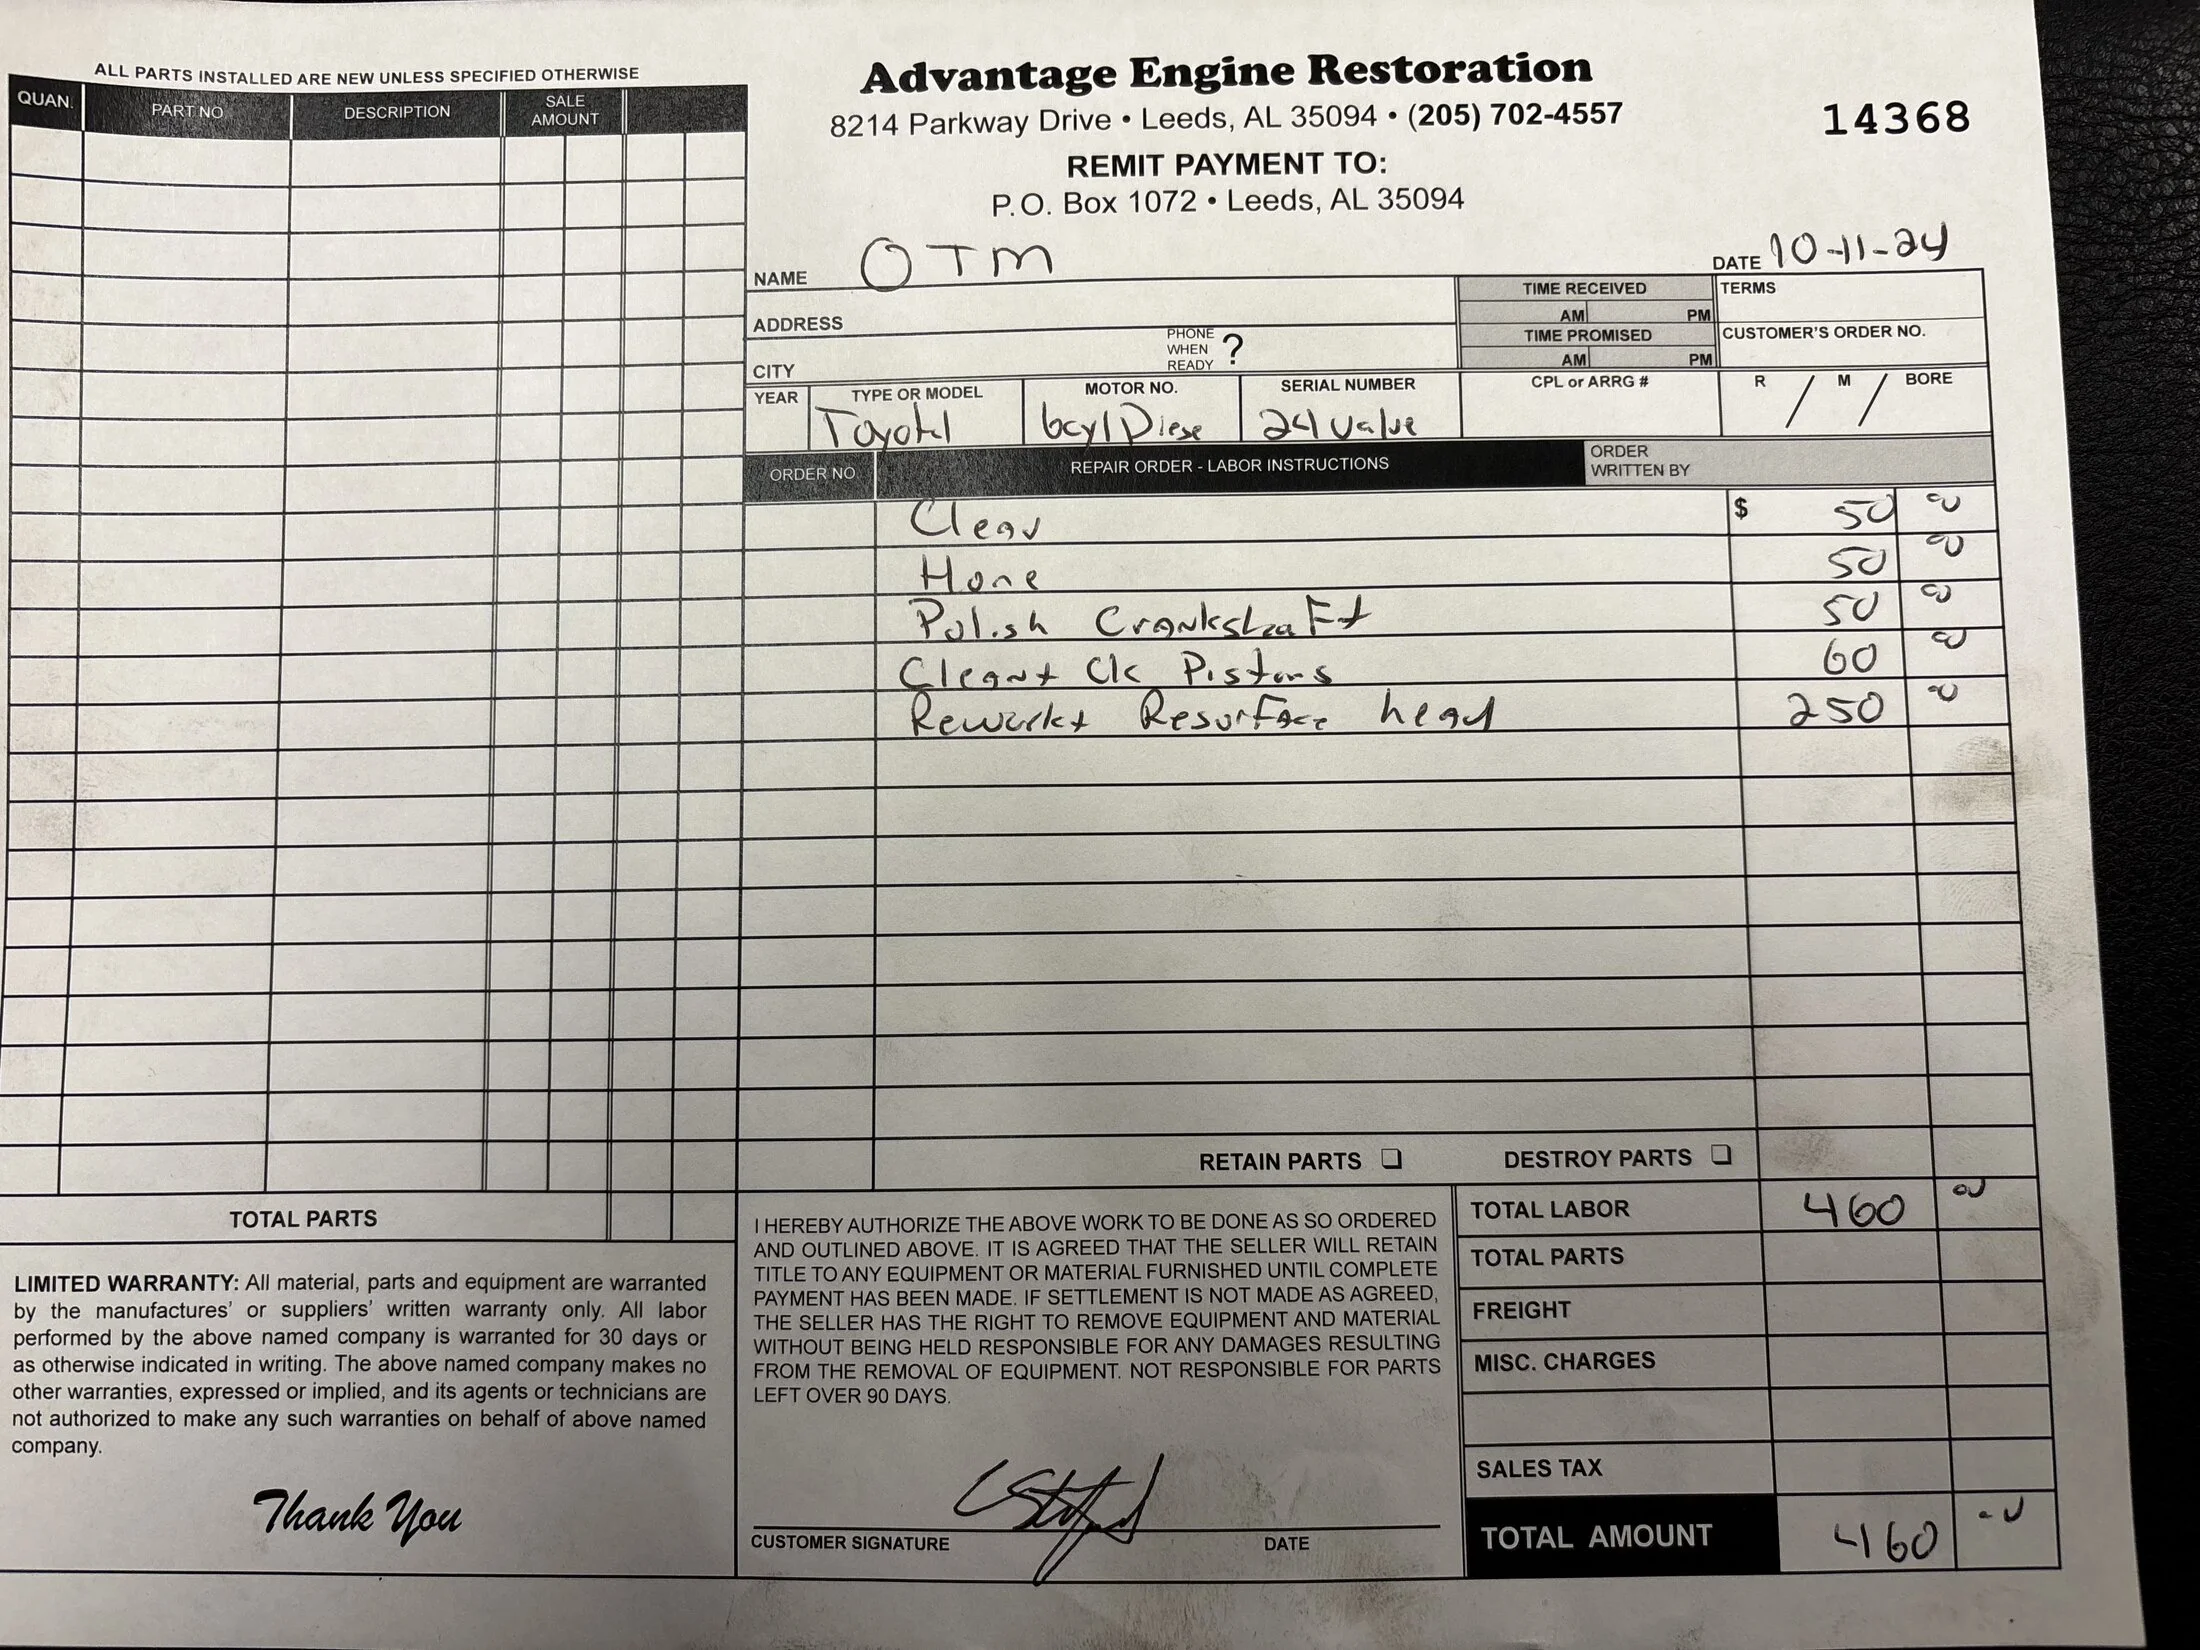 ALL PARTS INSTALLED ARE NEW UNLESS SPECIFIED OTHERWISE
QUAN. PART NO DESCRIPTION SALE AMOUNT
TOTAL PARTS
LIMITED WARRANTY: All material, parts and equipment are warranted
by the manufactures' or suppliers' written warranty only. All labor
performed by the above named company is warranted for 30 days or
as otherwise indicated in writing. The above named company makes no
other warranties, expressed or implied, and its agents or technicians are
not authorized to make any such warranties on behalf of above named
company.
Thank You
Advantage Engine Restoration
8214 Parkway Drive • Leeds, AL 35094 • (205) 702-4557
14368
REMIT PAYMENT TO:
P.O. Box 1072 • Leeds, AL 35094
NAME OTM
DATE 10-11-24
ADDRESS
CITY
PHONE WHEN READY ?
TIME RECEIVED
AM PM
TIME PROMISED
AM PM
TERMS
CUSTOMER'S ORDER NO.
YEAR TYPE OR MODEL MOTOR NO. SERIAL NUMBER CPL or ARRG # R / M / BORE
6cyl 24 Valve
ORDER NO REPAIR ORDER - LABOR INSTRUCTIONS ORDER WRITTEN BY
Clean $ 50 00
Hone 50 00
Polish CrankshaFt 50 00
Clean + Ck Pistons 60 00
Rework + ResurFace head 250 00
RETAIN PARTS DESTROY PARTS
I HEREBY AUTHORIZE THE ABOVE WORK TO BE DONE AS SO ORDERED
AND OUTLINED ABOVE. IT IS AGREED THAT THE SELLER WILL RETAIN
TITLE TO ANY EQUIPMENT OR MATERIAL FURNISHED UNTIL COMPLETE
PAYMENT HAS BEEN MADE. IF SETTLEMENT IS NOT MADE AS AGREED,
THE SELLER HAS THE RIGHT TO REMOVE EQUIPMENT AND MATERIAL
WITHOUT BEING HELD RESPONSIBLE FOR ANY DAMAGES RESULTING
FROM THE REMOVAL OF EQUIPMENT. NOT RESPONSIBLE FOR PARTS
LEFT OVER 90 DAYS.
CUSTOMER SIGNATURE DATE
TOTAL LABOR 460 00
TOTAL PARTS
FREIGHT
MISC. CHARGES
SALES TAX
TOTAL AMOUNT 460 00